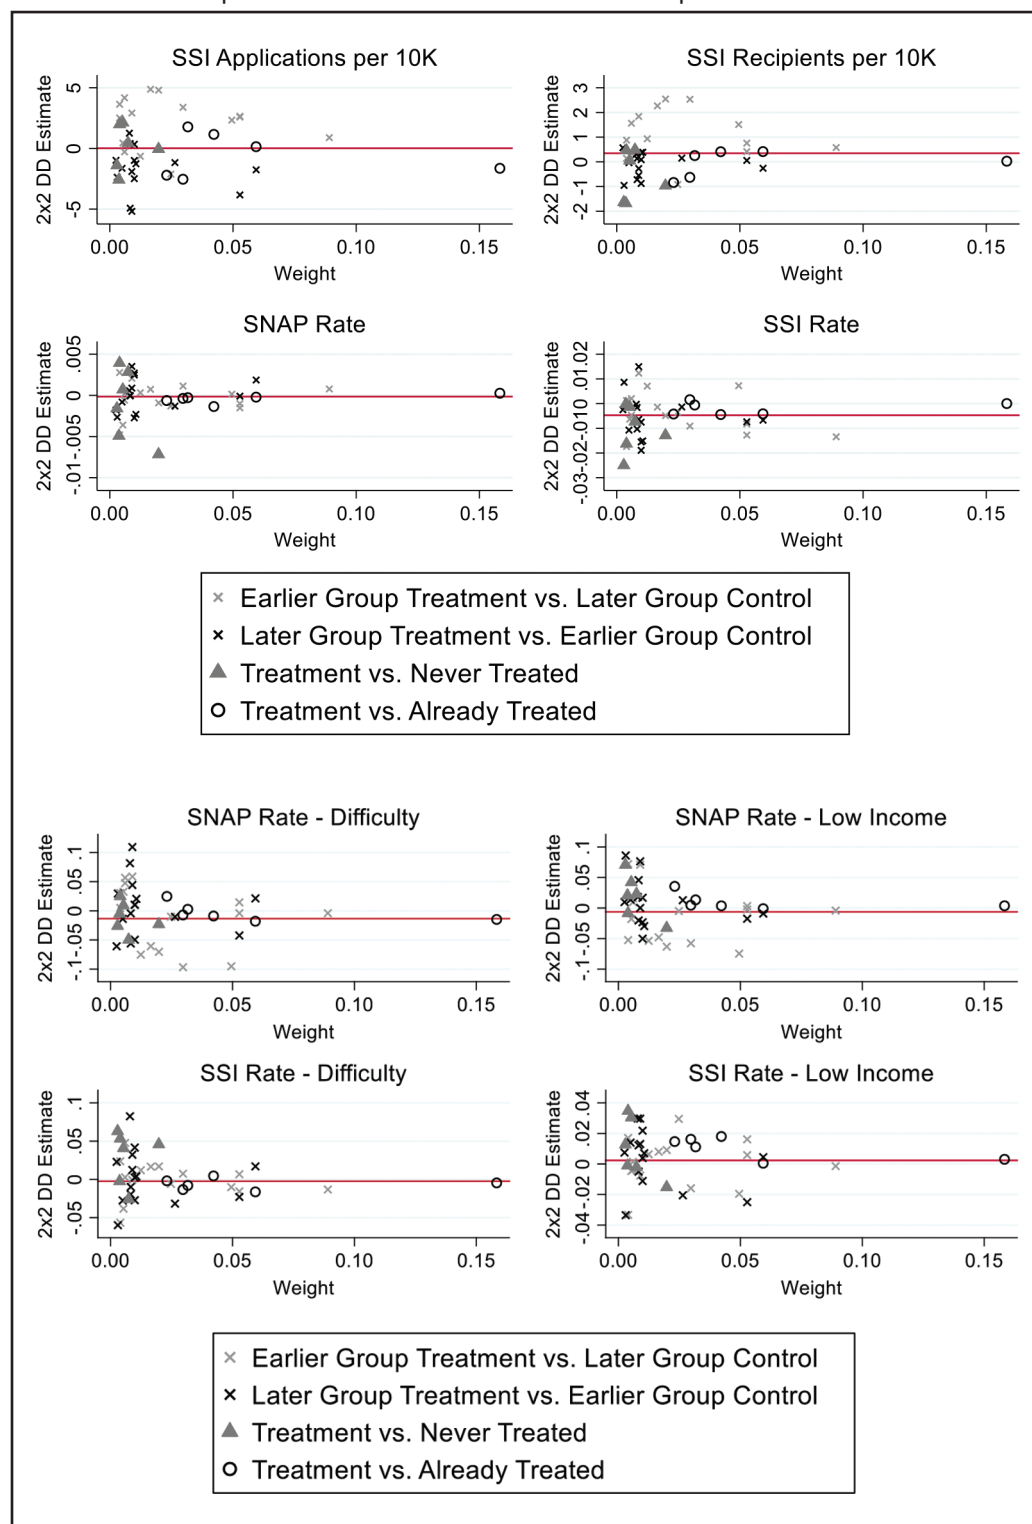 SSI Applications per 10K
2x2 DD Estimate
5
0
-5
0.00 0.05 0.10 0.15
Weight
SSI Recipients per 10K
2x2 DD Estimate
3
2
1
0
-1
-2
0.00 0.05 0.10 0.15
Weight
SNAP Rate
2x2 DD Estimate
.005
0
-.005
-.01
0.00 0.05 0.10 0.15
Weight
SSI Rate
2x2 DD Estimate
.02
.01
0
-.01
-.02
-.03
0.00 0.05 0.10 0.15
Weight
Earlier Group Treatment vs. Later Group Control
Later Group Treatment vs. Earlier Group Control
Treatment vs. Never Treated
Treatment vs. Already Treated
SNAP Rate - Difficulty
2x2 DD Estimate
.1
.05
0
-.05
-.1
0.00 0.05 0.10 0.15
Weight
SNAP Rate - Low Income
2x2 DD Estimate
.1
.05
0
-.05
-.1
0.00 0.05 0.10 0.15
Weight
SSI Rate - Difficulty
2x2 DD Estimate
.1
.05
0
-.05
0.00 0.05 0.10 0.15
Weight
SSI Rate - Low Income
2x2 DD Estimate
.04
.02
0
-.02
-.04
0.00 0.05 0.10 0.15
Weight
Earlier Group Treatment vs. Later Group Control
Later Group Treatment vs. Earlier Group Control
Treatment vs. Never Treated
Treatment vs. Already Treated